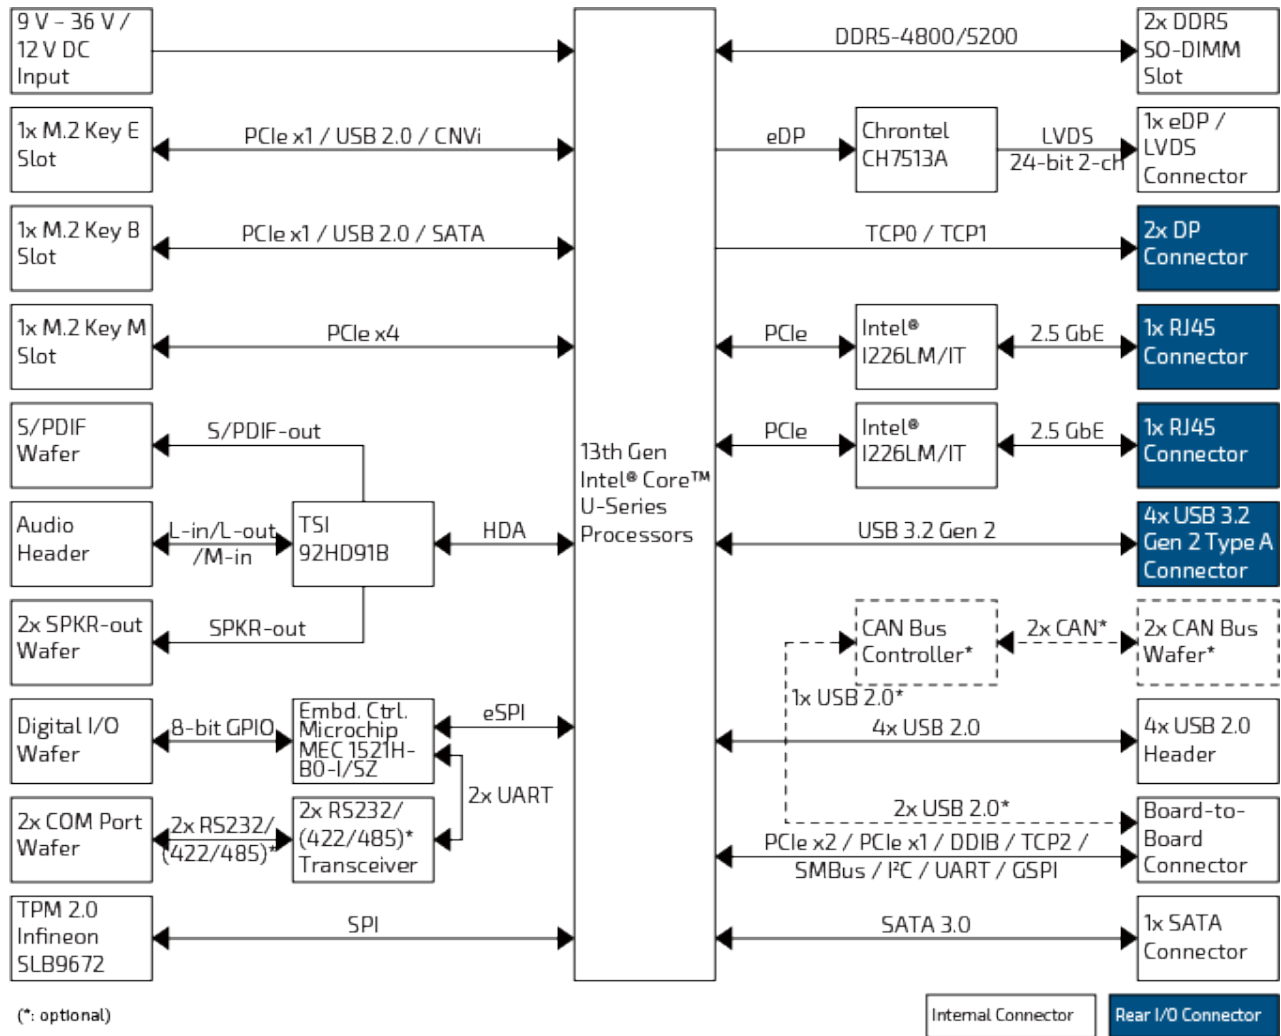 9 V – 36 V /
12 V DC
Input
DDR5-4800/5200
2x DDR5
SO-DIMM
Slot
1x M.2 Key E
Slot
PCIe x1 / USB 2.0 / CNVi
eDP
Chrontel
CH7513A
LVDS
24-bit 2-ch
1x eDP /
LVDS
Connector
1x M.2 Key B
Slot
PCIe x1 / USB 2.0 / SATA
TCP0 / TCP1
2x DP
Connector
1x M.2 Key M
Slot
PCIe x4
PCIe
Intel®
I226LM/IT
2.5 GbE
1x RJ45
Connector
S/PDIF
Wafer
S/PDIF-out
PCIe
Intel®
I226LM/IT
2.5 GbE
1x RJ45
Connector
13th Gen
Intel® Core™
U-Series
Processors
Audio
Header
L-in/L-out
/M-in
TSI
92HD91B
HDA
USB 3.2 Gen 2
4x USB 3.2
Gen 2 Type A
Connector
2x SPKR-out
Wafer
SPKR-out
CAN Bus
Controller*
2x CAN*
2x CAN Bus
Wafer*
1x USB 2.0*
Digital I/O
Wafer
8-bit GPIO
Embd. Ctrl.
Microchip
MEC 1521H-
B0-I/SZ
eSPI
4x USB 2.0
4x USB 2.0
Header
2x UART
2x COM Port
Wafer
2x RS232/
(422/485)*
2x RS232/
(422/485)*
Transceiver
2x USB 2.0*
PCIe x2 / PCIe x1 / DDIB / TCP2 /
SMBus / I²C / UART / GSPI
Board-to-
Board
Connector
TPM 2.0
Infineon
SLB9672
SPI
SATA 3.0
1x SATA
Connector
(*: optional)
Internal Connector
Rear I/O Connector